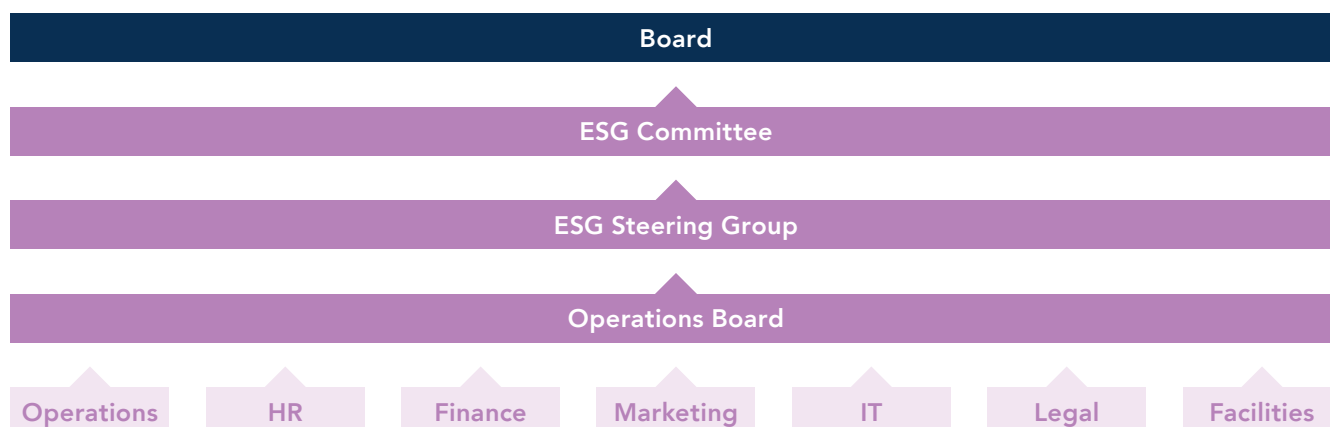 Board
ESG Committee
ESG Steering Group
Operations Board
Operations HR Finance Marketing IT Legal Facilities